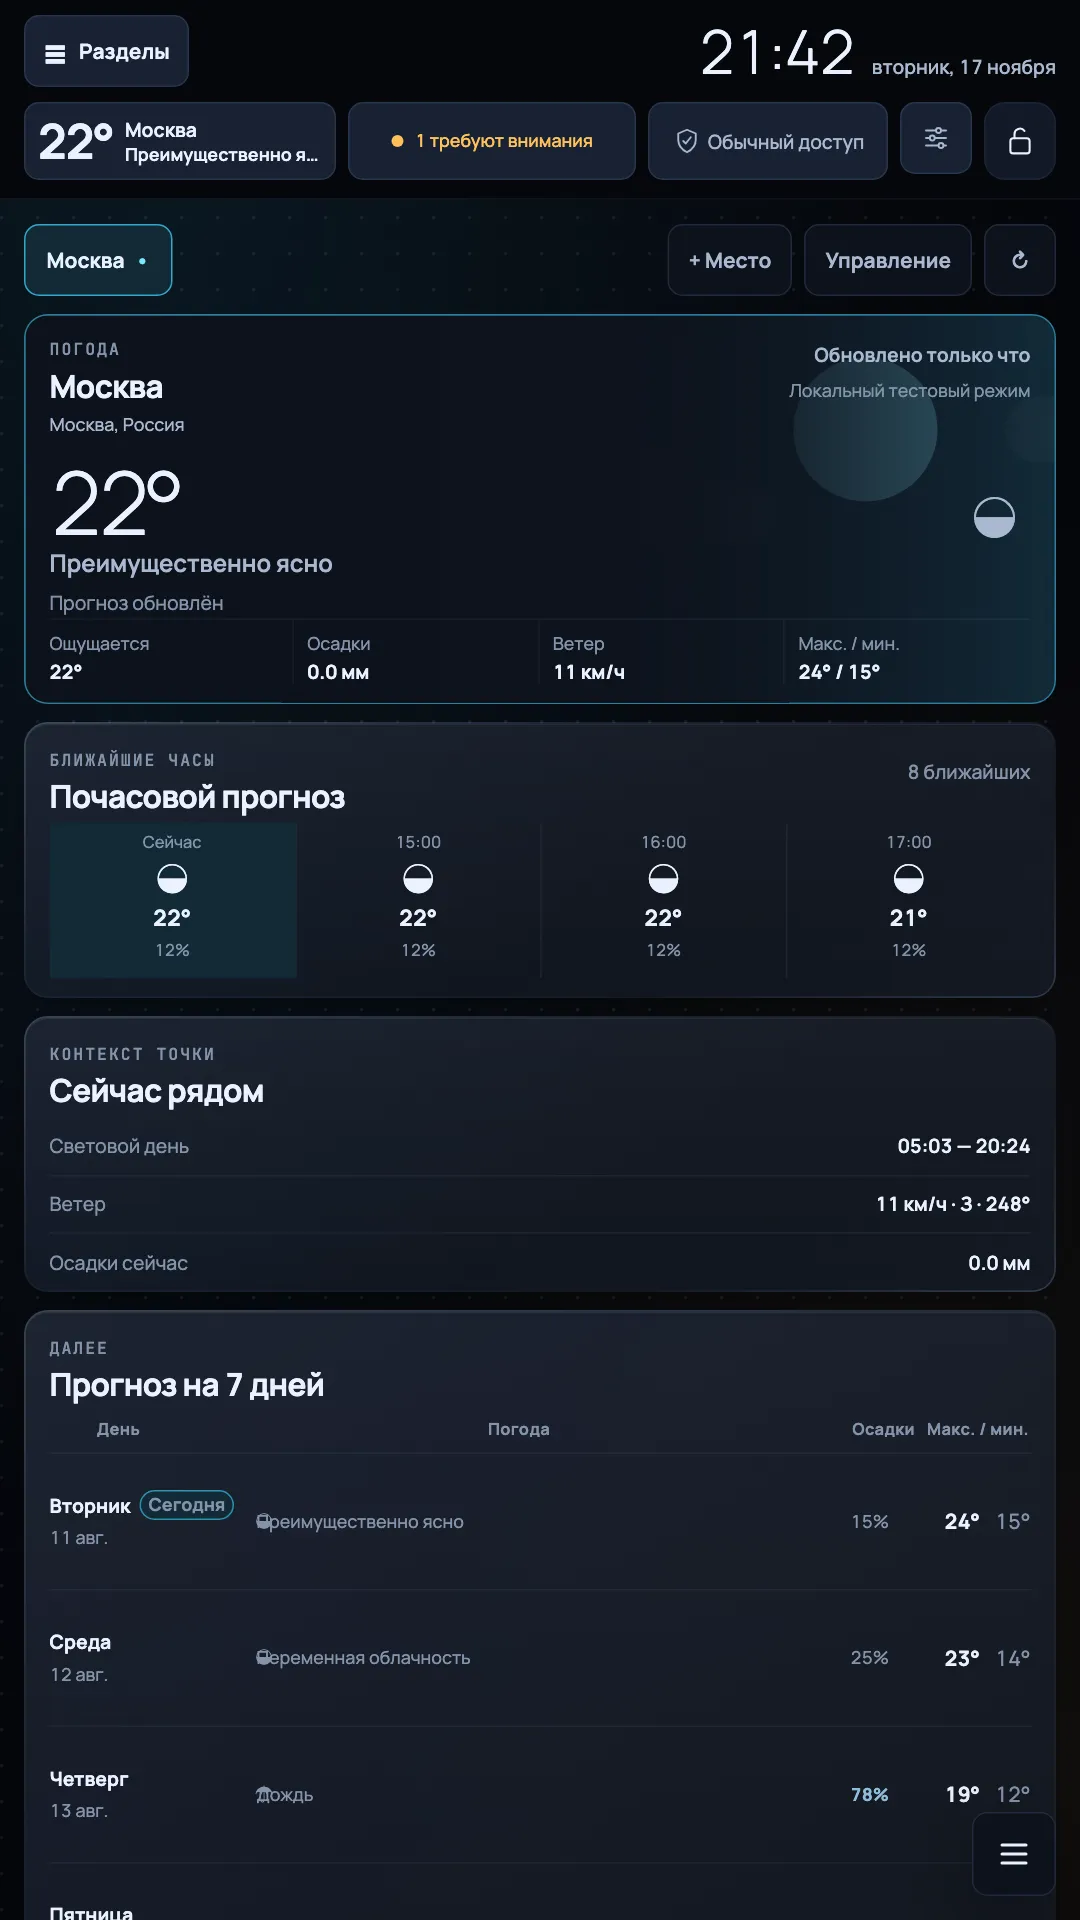 Разделы
21:42 вторник, 17 ноября
22° Москва
Преимущественно я...
1 требуют внимания
Обычный доступ
Москва
+ Место
Управление
ПОГОДА
Обновлено только что
Москва
Локальный тестовый режим
Москва, Россия
22°
Преимущественно ясно
Прогноз обновлён
Ощущается Осадки Ветер Макс. / мин.
22° 0.0 мм 11 км/ч 24° / 15°
БЛИЖАЙШИЕ ЧАСЫ
8 ближайших
Почасовой прогноз
Сейчас 15:00 16:00 17:00
22° 22° 22° 21°
12% 12% 12% 12%
КОНТЕКСТ ТОЧКИ
Сейчас рядом
Световой день 05:03 — 20:24
Ветер 11 км/ч · З · 248°
Осадки сейчас 0.0 мм
ДАЛЕЕ
Прогноз на 7 дней
День Погода Осадки Макс. / мин.
Вторник Сегодня
Преимущественно ясно 15% 24° 15°
11 авг.
Среда
Переменная облачность 25% 23° 14°
12 авг.
Четверг
Дождь 78% 19° 12°
13 авг.
Пятница